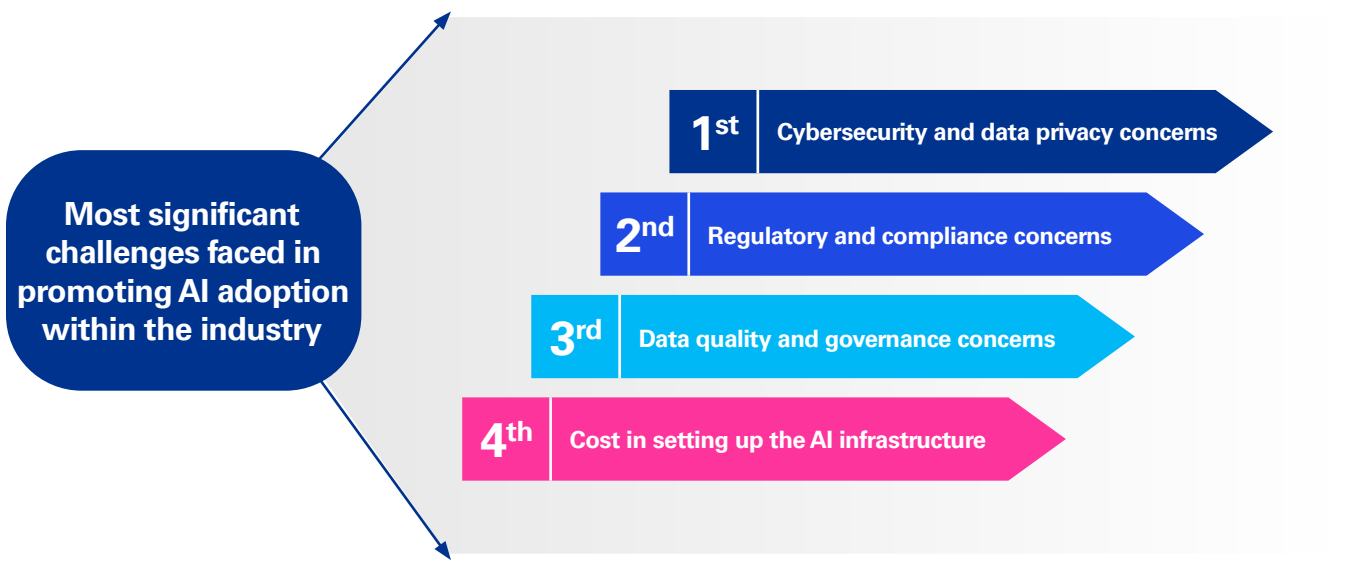 Most significant
challenges faced in
promoting AI adoption
within the industry
1st Cybersecurity and data privacy concerns
2nd Regulatory and compliance concerns
3rd Data quality and governance concerns
4th Cost in setting up the AI infrastructure